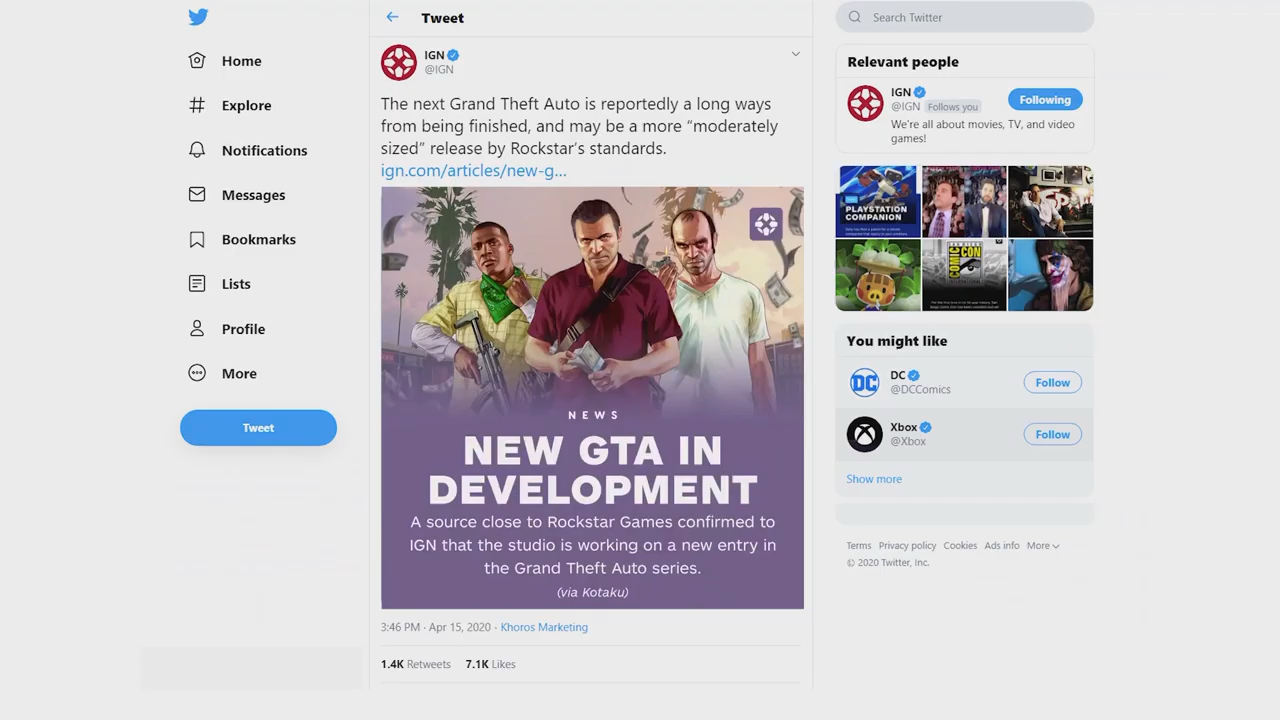 Home
Explore
Notifications
Messages
Bookmarks
Lists
Profile
More
Tweet
Tweet
IGN
@IGN
The next Grand Theft Auto is reportedly a long ways
from being finished, and may be a more “moderately
sized” release by Rockstar’s standards.
ign.com/articles/new-g...
NEWS
NEW GTA IN
DEVELOPMENT
A source close to Rockstar Games confirmed to
IGN that the studio is working on a new entry in
the Grand Theft Auto series.
(via Kotaku)
3:46 PM · Apr 15, 2020 · Khoros Marketing
1.4K Retweets 7.1K Likes
Search Twitter
Relevant people
IGN
@IGN Follows you
Following
We're all about movies, TV, and video
games!
PLAYSTATION
COMPANION
COMIC
CON
You might like
DC
DC
@DCComics
Follow
Xbox
@Xbox
Follow
Show more
Terms Privacy policy Cookies Ads info More
© 2020 Twitter, Inc.